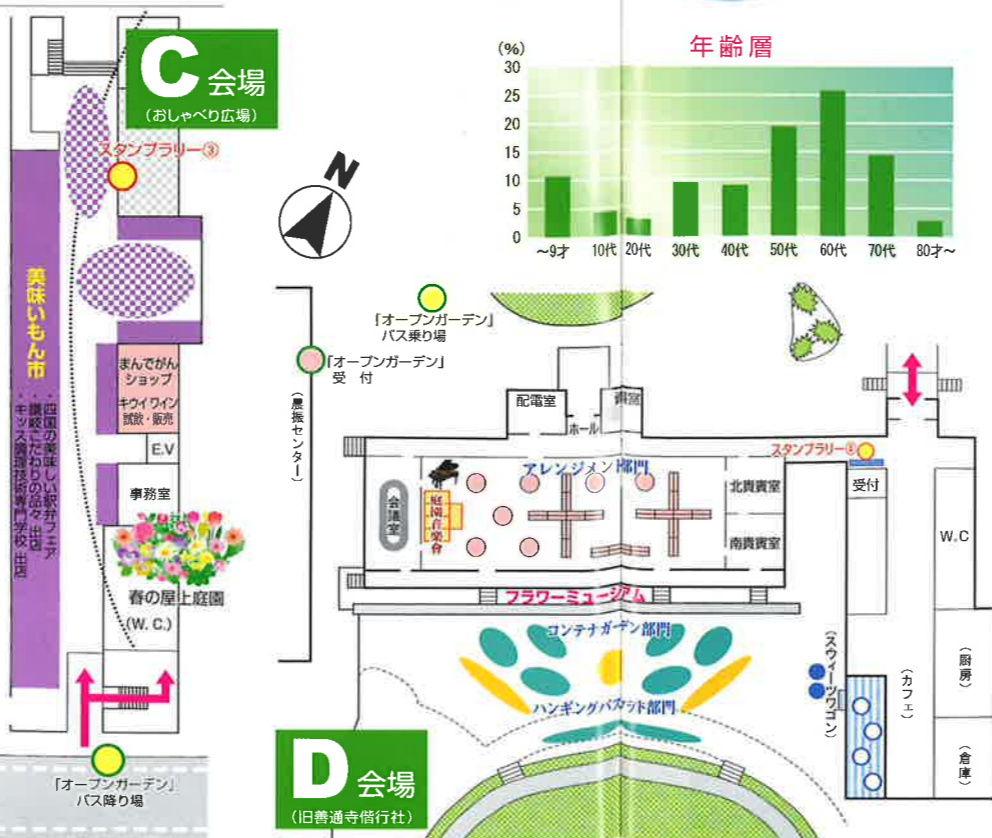 C 会場
(おしゃべり広場)
スタンプラリー③
美味いもん市
・四国の美味しい駅弁フェア
・讃岐こだわりの品々 出店
・キッス調理技術専門学校 出店
まんでがん
ショップ
キウイワイン
試飲・販売
E.V
事務室
春の屋上庭園
(W. C.)
「オープンガーデン」
バス降り場
N
年齢層
(%)
30
25
20
15
10
5
0
～9才
10代
20代
30代
40代
50代
60代
70代
80才～
「オープンガーデン」
バス乗り場
「オープンガーデン」
受 付
(農振センター)
配電室
ホール
スタンプラリー④
受付
W.C
アレンジメント部門
会議室
庭園音楽會
北貴賓室
南貴賓室
フラワーミュージアム
コンテナガーデン部門
ハンギングバスケット部門
(スウィーツワゴン)
(カフェ)
(厨房)
(倉庫)
D 会場
(旧善通寺偕行社)